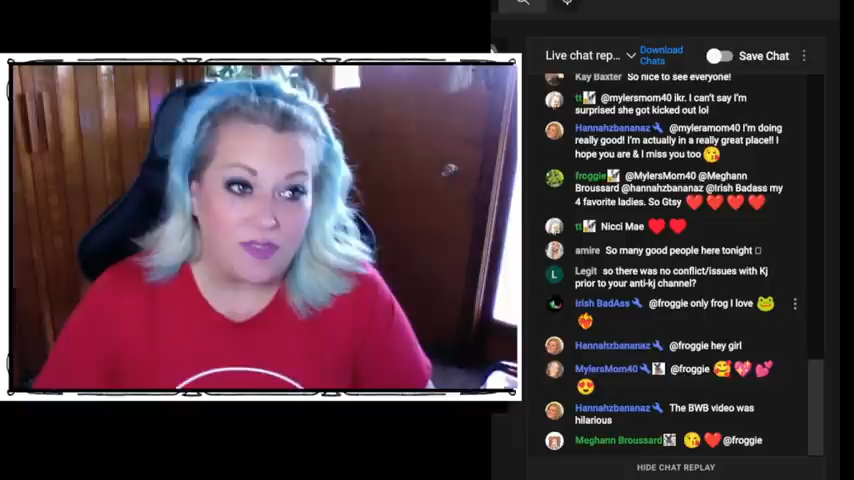 Live chat rep...
Download
Chats
Save Chat
Kay Baxter So nice to see everyone!
tt @mylersmom40 ikr. I can't say I'm
surprised she got kicked out lol
Hannahzbananaz @myleramom40 I'm doing
really good! I'm actually in a really great place!! I
hope you are & I miss you too 😘
froggie @MylersMom40 @Meghann
Broussard @hannahzbananaz @Irish Badass my
4 favorite ladies. So Gtsy ❤️❤️❤️❤️
tt Nicci Mae ♥️♥️
amire So many good people here tonight □
L
Legit so there was no conflict/issues with Kj
prior to your anti-kj channel?
Irish BadAss @froggie only frog I love 🐸
❤️‍🔥
Hannahzbananaz @froggie hey girl
MylersMom40 @froggie 🥰💖💕
😍
Hannahzbananaz The BWB video was
hilarious
Meghann Broussard 😘❤️@froggie
HIDE CHAT REPLAY